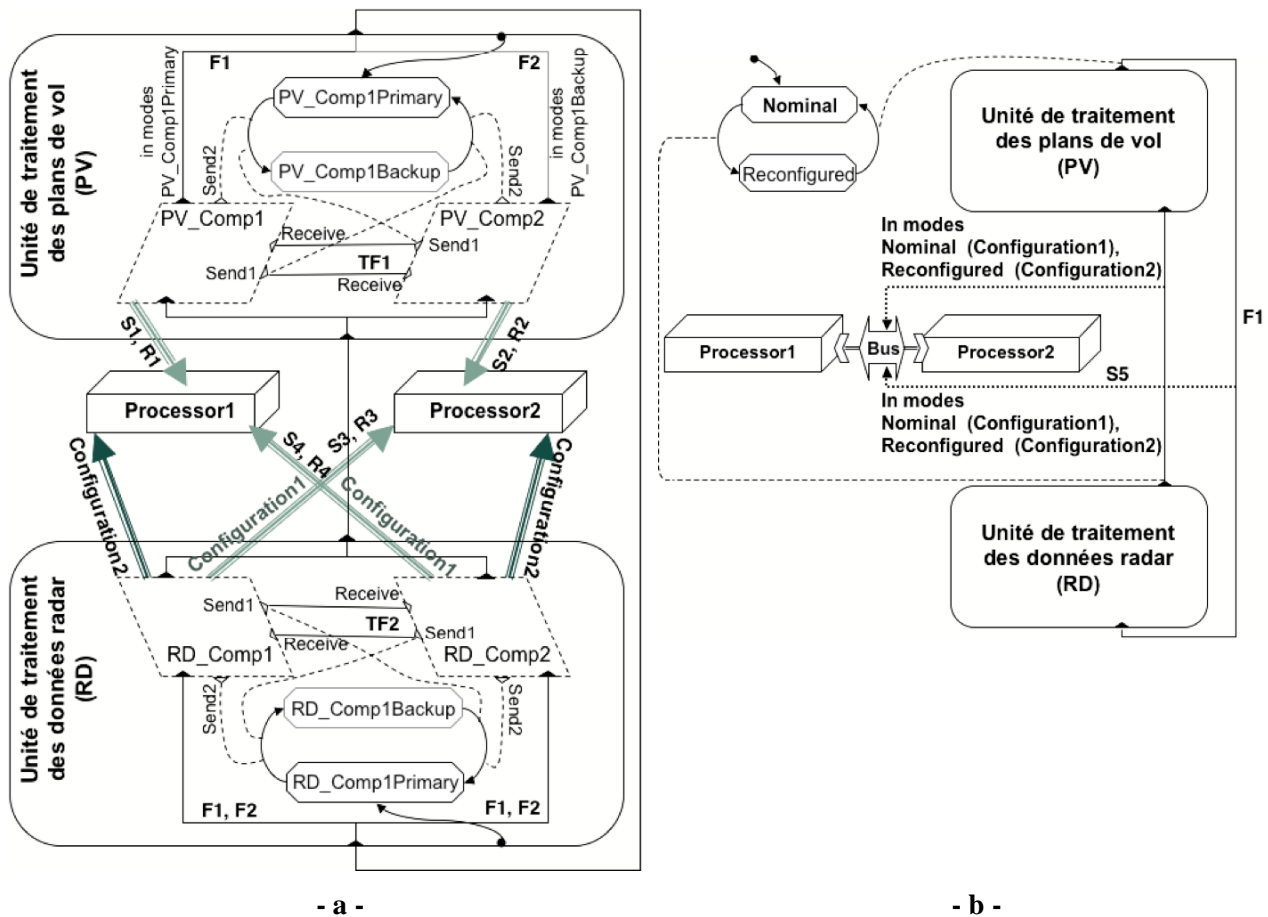 F1
F2
in modes
PV_Comp1Primary
Send2
PV_Comp1Primary
PV_Comp1Backup
Send2
in modes
PV_Comp1Backup
Unité de traitement
des plans de vol
(PV)
PV_Comp1
PV_Comp2
Receive
Send1
TF1
Send1
Receive
S1, R1
S2, R2
Processor1
Processor2
S4, R4
S3, R3
Configuration2
Configuration1
Configuration1
Configuration2
Unité de traitement
des données radar
(RD)
Receive
Send1
TF2
Send1
Receive
RD_Comp1
RD_Comp2
Send2
Send2
RD_Comp1Backup
RD_Comp1Primary
F1, F2
F1, F2
- a -
Nominal
Reconfigured
Unité de traitement
des plans de vol
(PV)
In modes
Nominal (Configuration1),
Reconfigured (Configuration2)
F1
Processor1
Bus
Processor2
S5
In modes
Nominal (Configuration1),
Reconfigured (Configuration2)
Unité de traitement
des données radar
(RD)
- b -